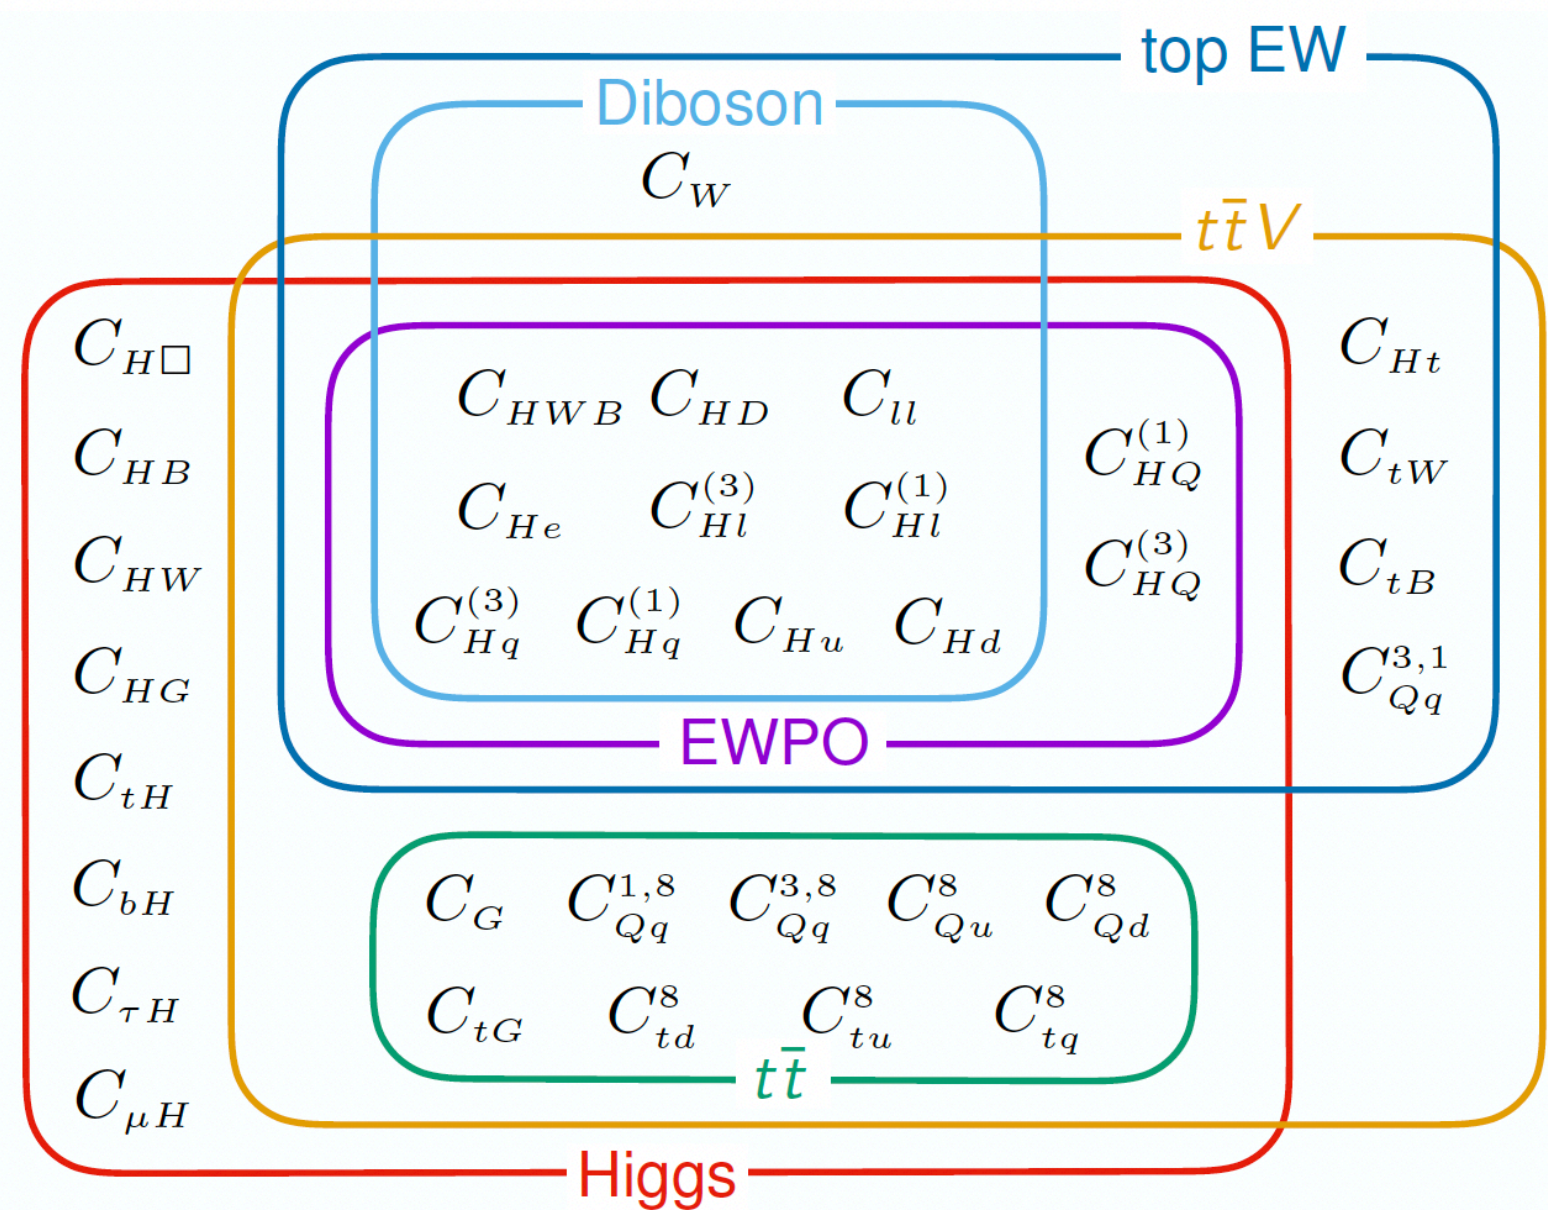 top EW
Diboson
C_W
tt̄V
C_{H□}
C_{Ht}
C_{HWB} C_{HD} C_{ll}
C_{HB}
C_{HQ}^{(1)}
C_{tW}
C_{He} C_{Hl}^{(3)} C_{Hl}^{(1)}
C_{HW}
C_{HQ}^{(3)}
C_{tB}
C_{Hq}^{(3)} C_{Hq}^{(1)} C_{Hu} C_{Hd}
C_{HG}
C_{Qq}^{3,1}
EWPO
C_{tH}
C_{bH}
C_G C_{Qq}^{1,8} C_{Qq}^{3,8} C_{Qu}^{8} C_{Qd}^{8}
C_{τH}
C_{tG} C_{td}^{8} C_{tu}^{8} C_{tq}^{8}
tt̄
C_{μH}
Higgs